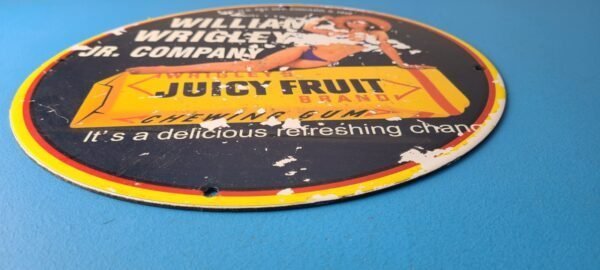 WILLIAM
WRIGLEY
JR. COMPANY
WRIGLEY'S
JUICY FRUIT
BRAND
CHEWING GUM
It's a delicious refreshing chang